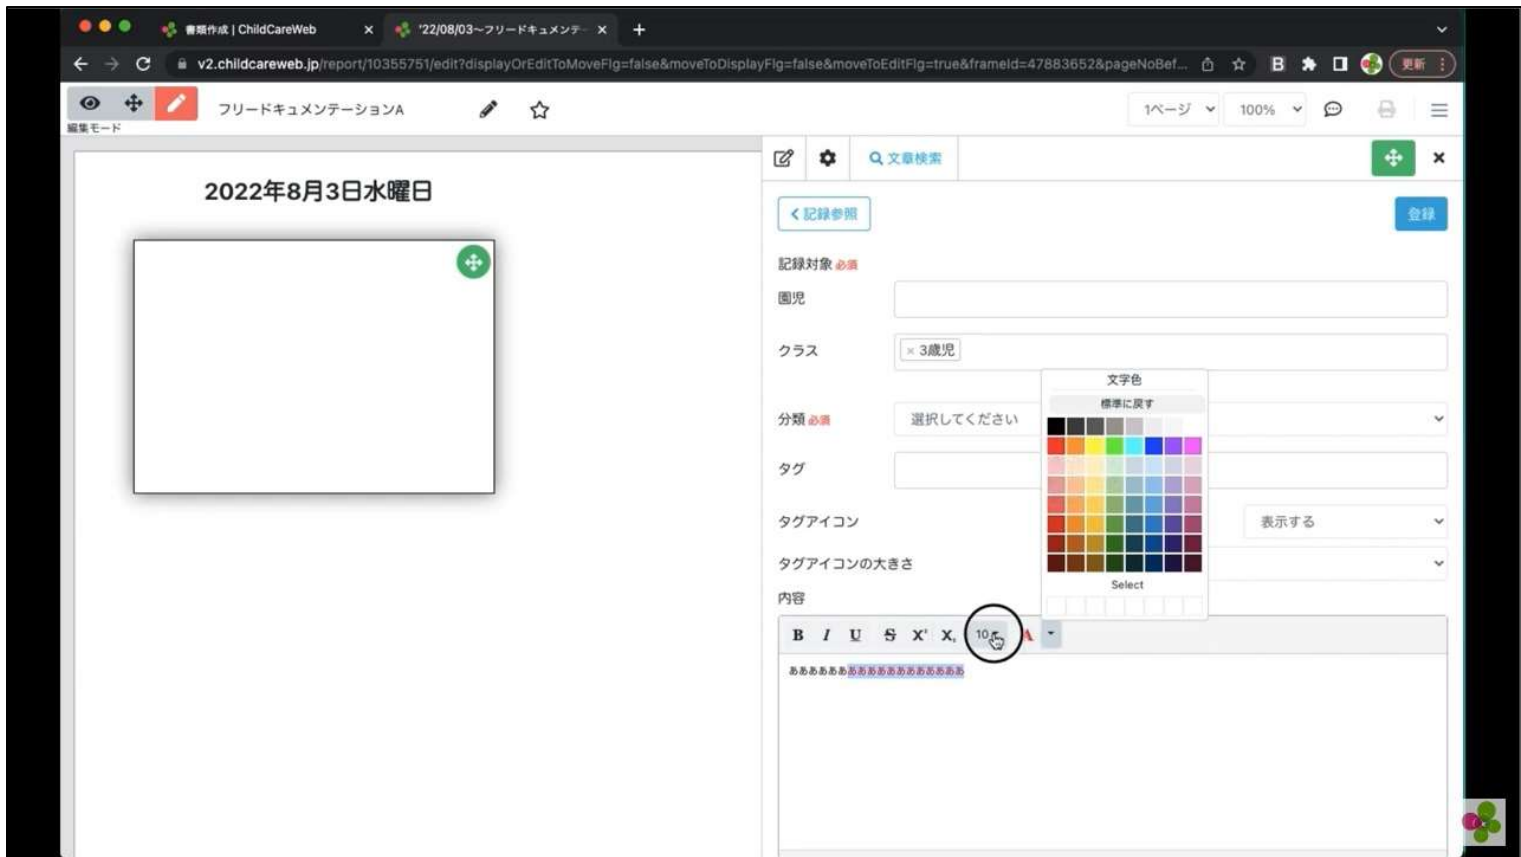 書類作成 | ChildCareWeb
'22/08/03〜フリードキュメンテー
v2.childcareweb.jp/report/10355751/edit?displayOrEditToMoveFlg=false&moveToDisplayFlg=false&moveToEditFlg=true&frameId=47883652&pageNoBef...
更新
編集モード
フリードキュメンテーションA
1ページ
100%
2022年8月3日水曜日
文章検索
記録参照
登録
記録対象 必須
園児
クラス
× 3歳児
文字色
標準に戻す
分類 必須
選択してください
タグ
タグアイコン
表示する
タグアイコンの大きさ
Select
内容
B I U S X² X₂ 10 A
ああああああああああああああああああ